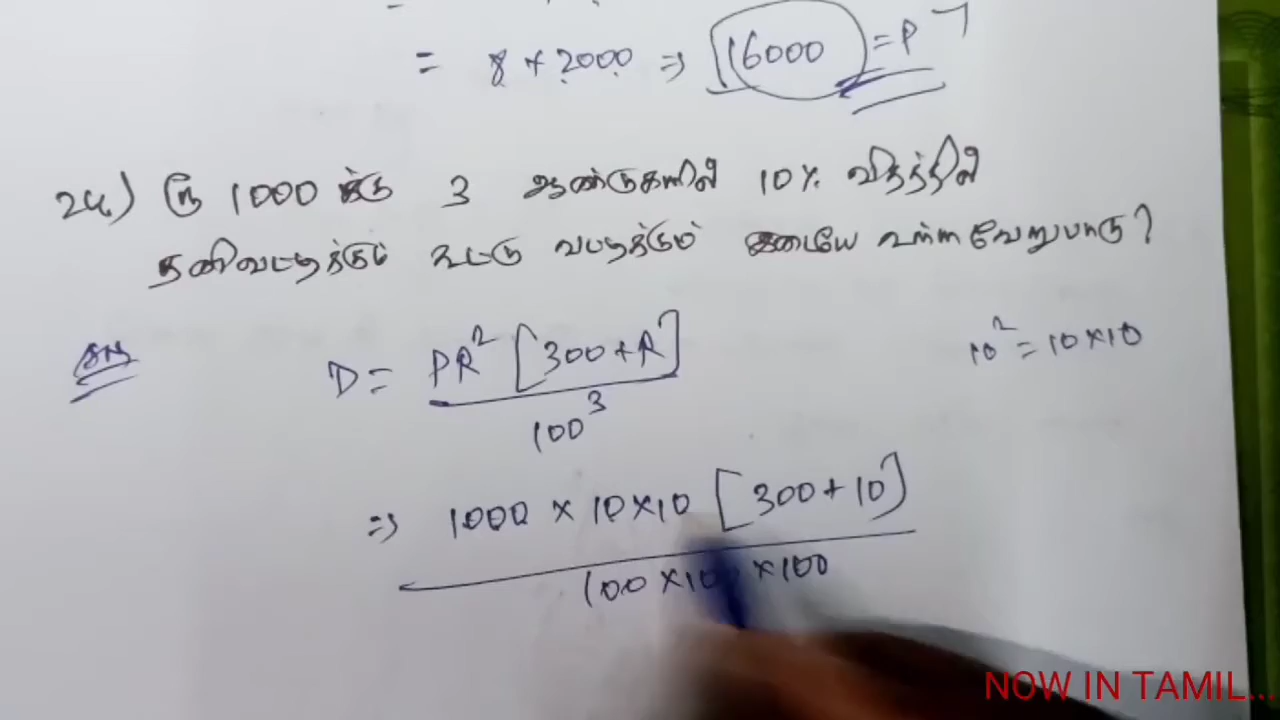 = 8 + 2000 ⇒ 16000 = P
24.) ரூ 1000 க்கு 3 ஆண்டுகளில் 10% விதத்தில்
தனிவட்டிக்கும் கூட்டு வட்டிக்கும் இடையே உள்ள வேறுபாடு?
D = PR² [300+R]
100³
10² = 10×10
⇒ 1000 × 10×10 [300+10]
100 × 10 × 100
NOW IN TAMIL...